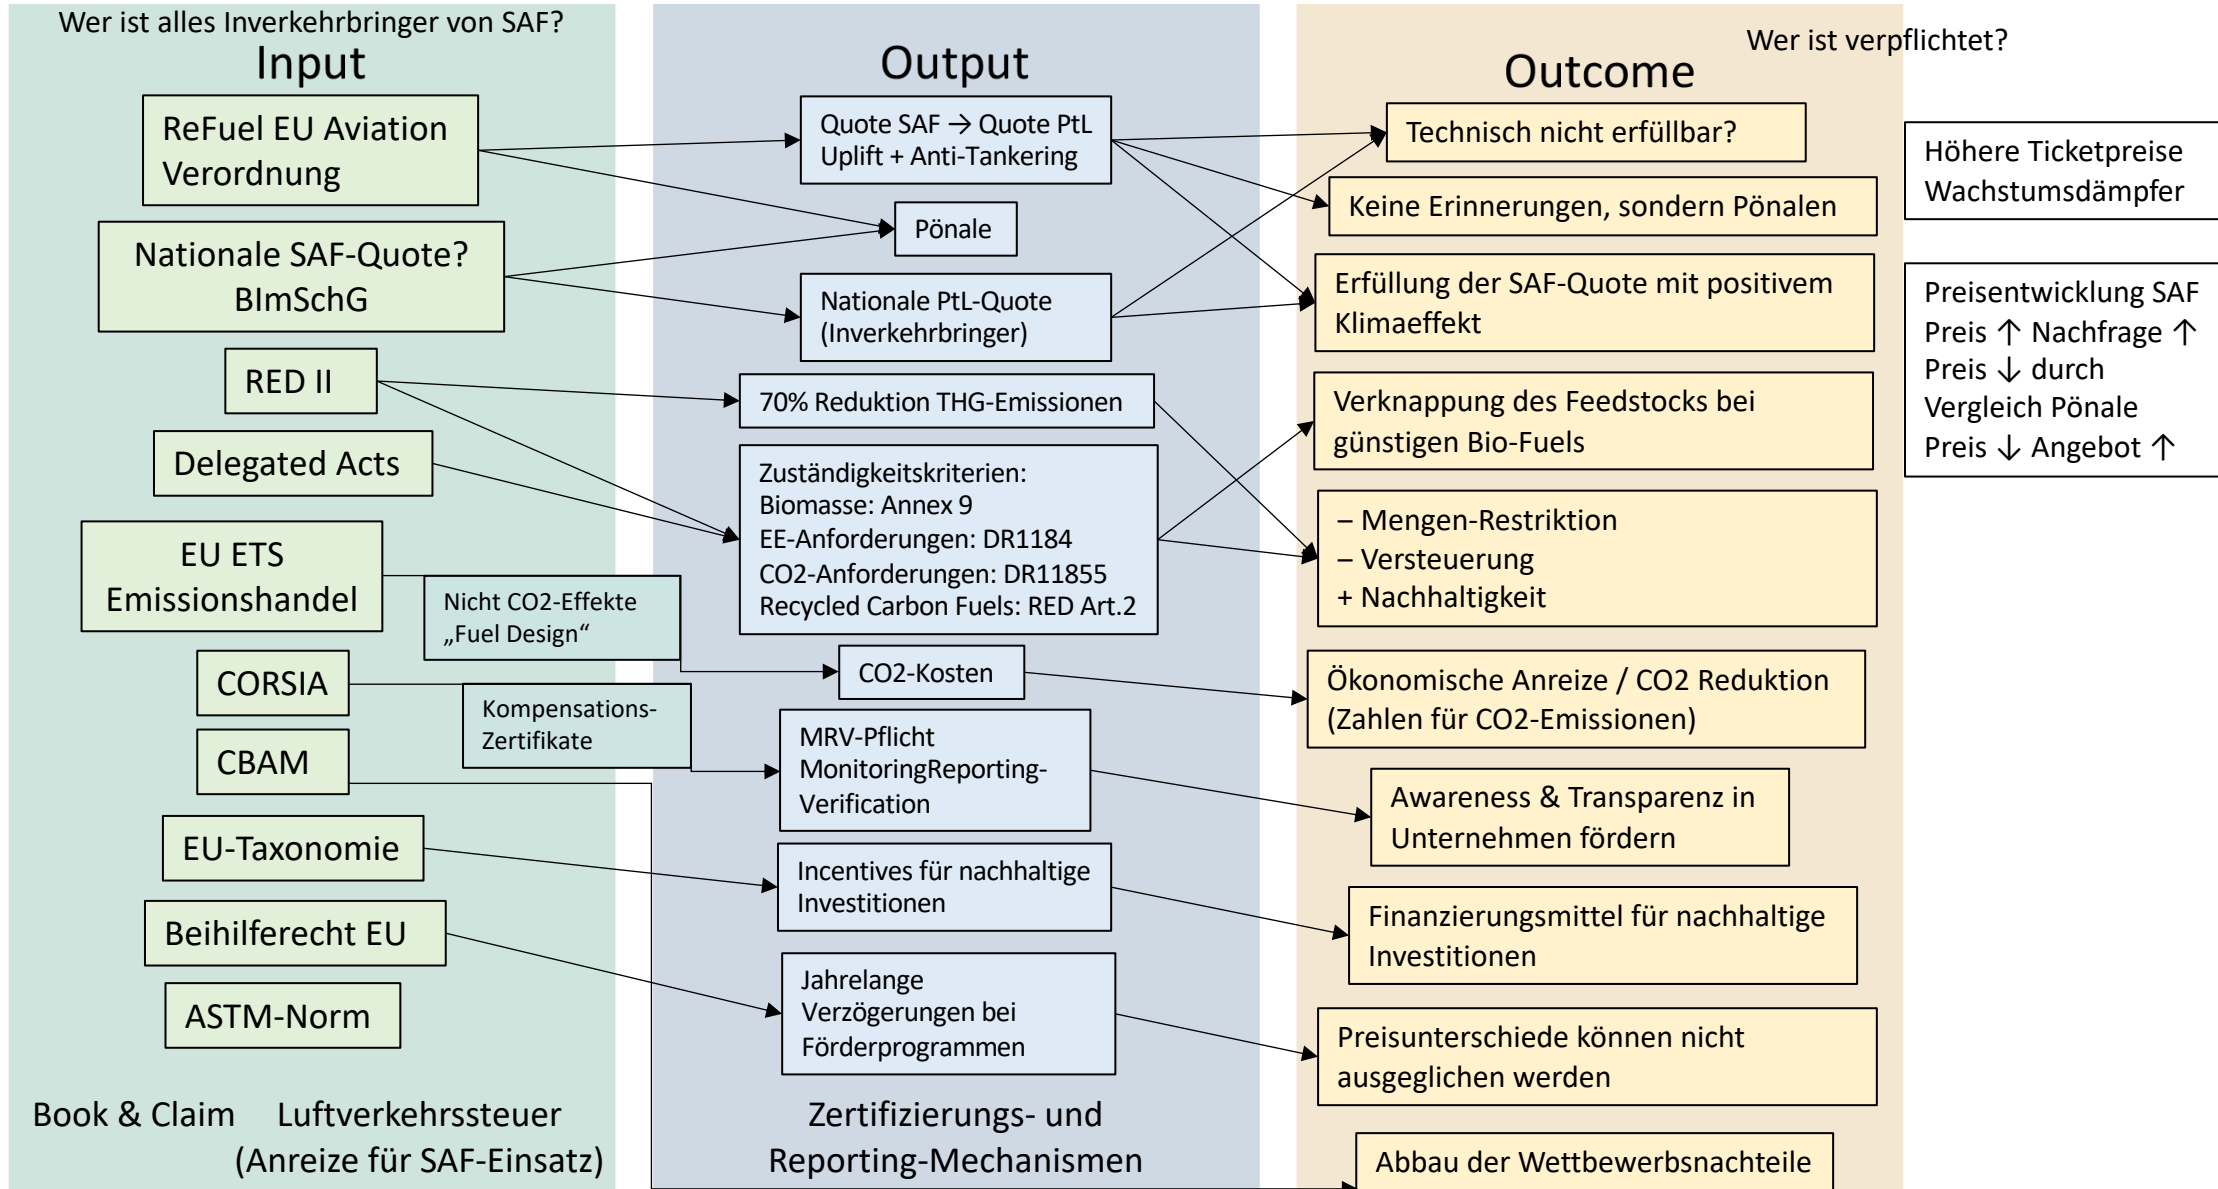 Wer ist alles Inverkehrbringer von SAF?
Input
ReFuel EU Aviation
Verordnung
Nationale SAF-Quote?
BImSchG
RED II
Delegated Acts
EU ETS
Emissionshandel
Nicht CO2-Effekte
„Fuel Design“
CORSIA
Kompensations-
Zertifikate
CBAM
EU-Taxonomie
Beihilferecht EU
ASTM-Norm
Book & Claim
Luftverkehrssteuer
(Anreize für SAF-Einsatz)
Output
Quote SAF → Quote PtL
Uplift + Anti-Tankering
Pönale
Nationale PtL-Quote
(Inverkehrbringer)
70% Reduktion THG-Emissionen
Zuständigkeitskriterien:
Biomasse: Annex 9
EE-Anforderungen: DR1184
CO2-Anforderungen: DR11855
Recycled Carbon Fuels: RED Art.2
CO2-Kosten
MRV-Pflicht
MonitoringReporting-
Verification
Incentives für nachhaltige
Investitionen
Jahrelange
Verzögerungen bei
Förderprogrammen
Zertifizierungs- und
Reporting-Mechanismen
Wer ist verpflichtet?
Outcome
Technisch nicht erfüllbar?
Keine Erinnerungen, sondern Pönalen
Erfüllung der SAF-Quote mit positivem
Klimaeffekt
Verknappung des Feedstocks bei
günstigen Bio-Fuels
– Mengen-Restriktion
– Versteuerung
+ Nachhaltigkeit
Ökonomische Anreize / CO2 Reduktion
(Zahlen für CO2-Emissionen)
Awareness & Transparenz in
Unternehmen fördern
Finanzierungsmittel für nachhaltige
Investitionen
Preisunterschiede können nicht
ausgeglichen werden
Abbau der Wettbewerbsnachteile
Höhere Ticketpreise
Wachstumsdämpfer
Preisentwicklung SAF
Preis ↑ Nachfrage ↑
Preis ↓ durch
Vergleich Pönale
Preis ↓ Angebot ↑